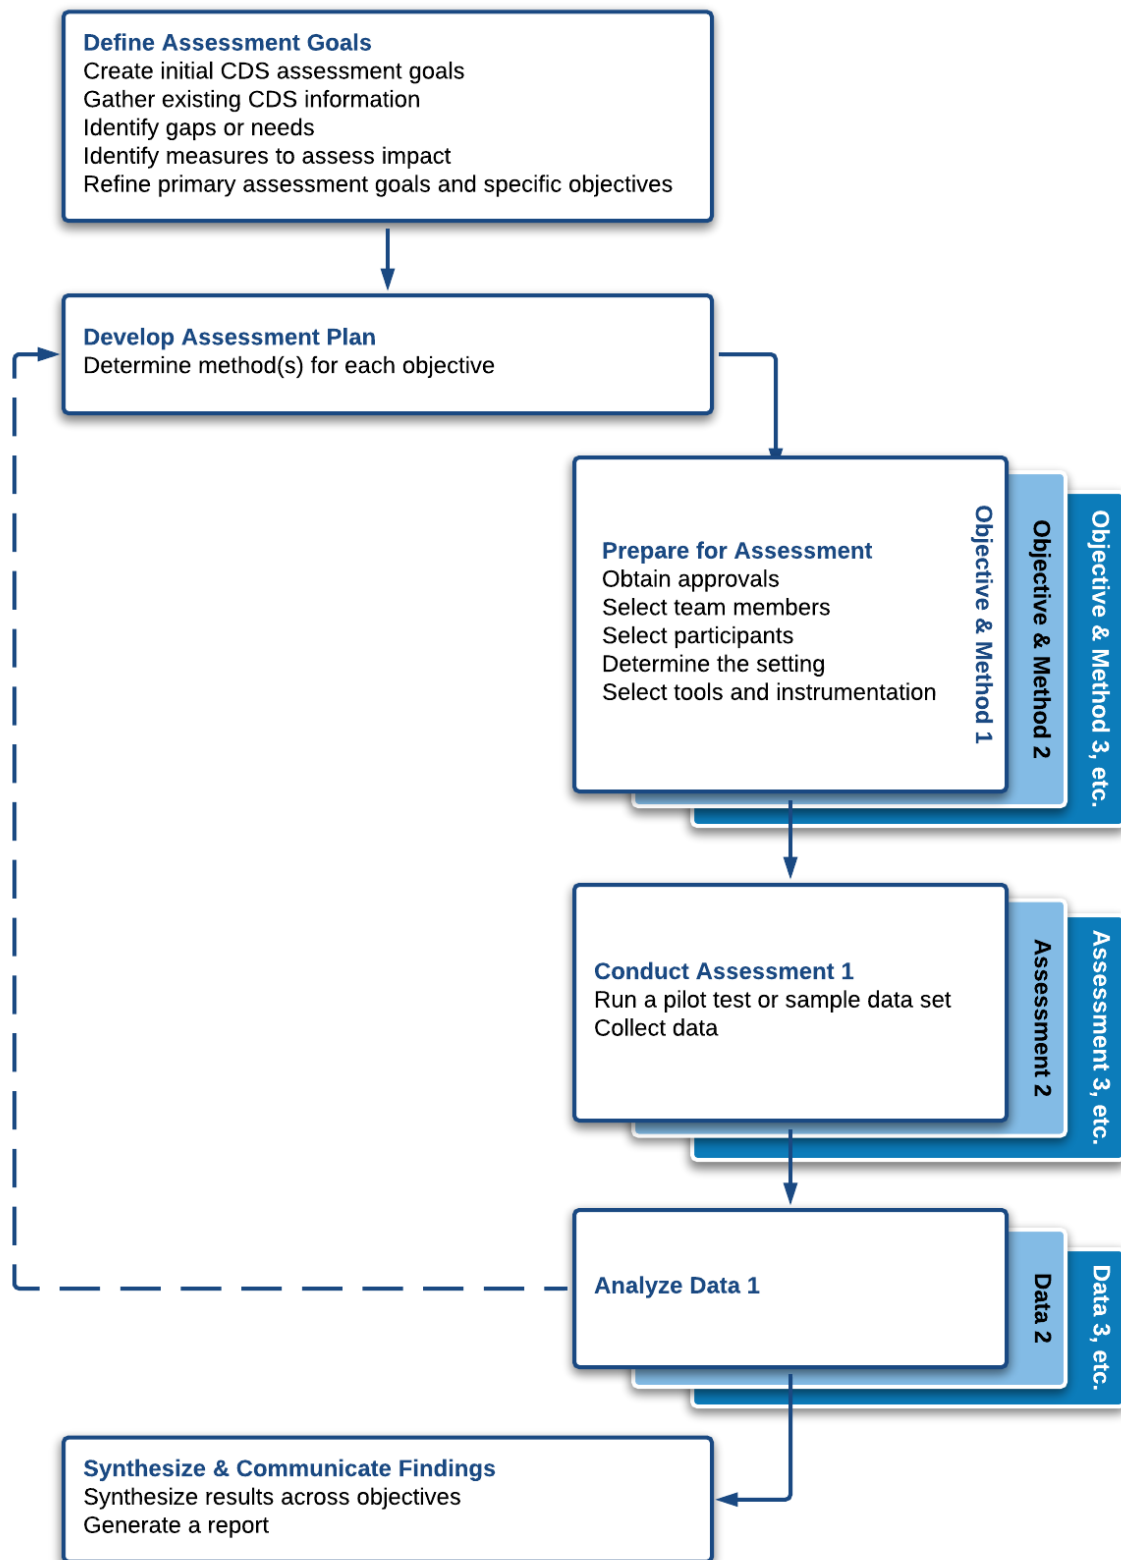 Define Assessment Goals
Create initial CDS assessment goals
Gather existing CDS information
Identify gaps or needs
Identify measures to assess impact
Refine primary assessment goals and specific objectives
Develop Assessment Plan
Determine method(s) for each objective
Prepare for Assessment
Obtain approvals
Select team members
Select participants
Determine the setting
Select tools and instrumentation
Objective & Method 1
Objective & Method 2
Objective & Method 3, etc.
Conduct Assessment 1
Run a pilot test or sample data set
Collect data
Assessment 2
Assessment 3, etc.
Analyze Data 1
Data 2
Data 3, etc.
Synthesize & Communicate Findings
Synthesize results across objectives
Generate a report